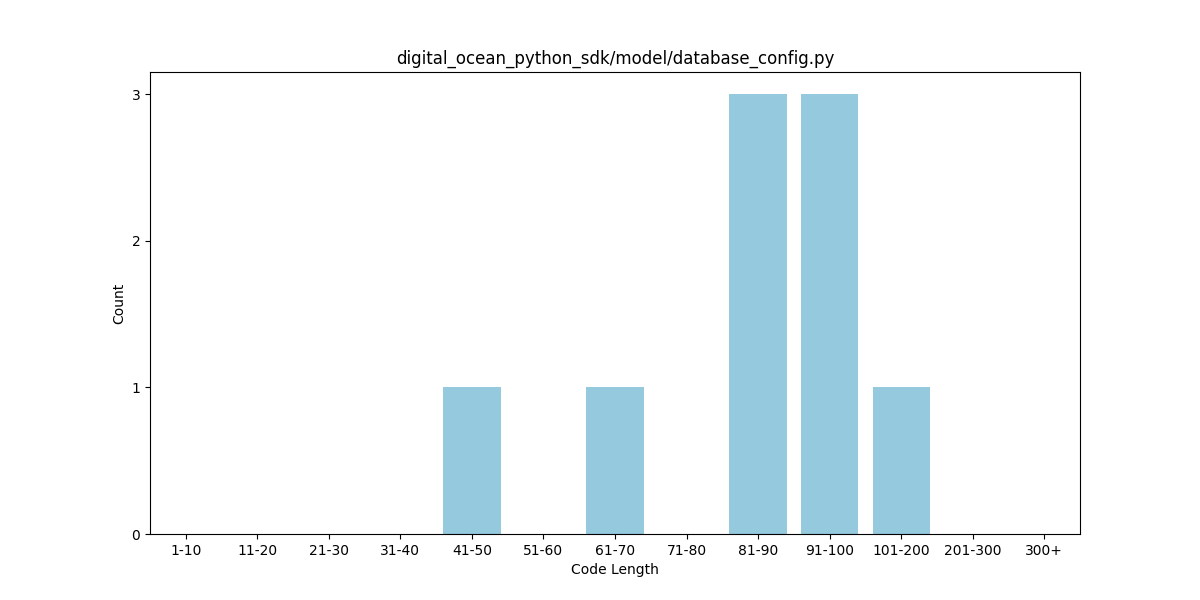 digital_ocean_python_sdk/model/database_config.py
3
2
1
0
Count
1-10 11-20 21-30 31-40 41-50 51-60 61-70 71-80 81-90 91-100 101-200 201-300 300+
Code Length